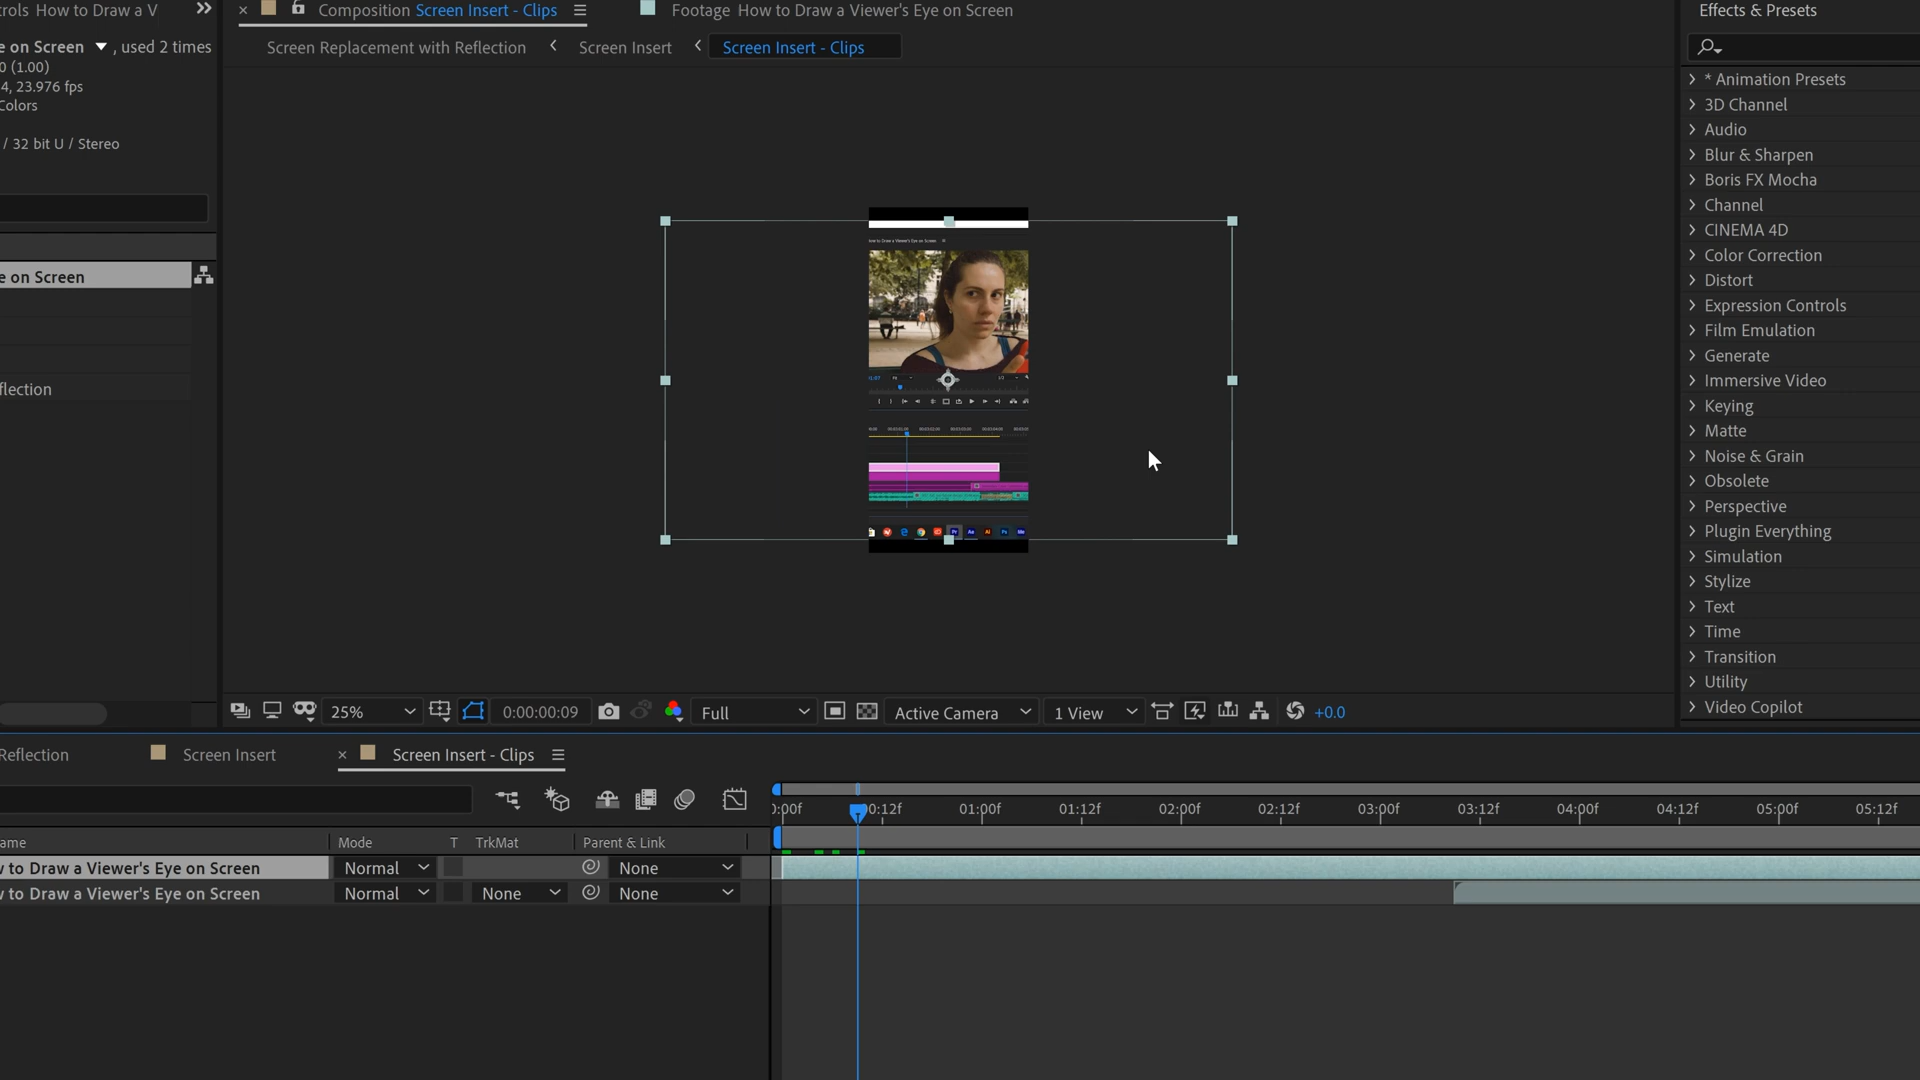 rols How to Draw a V
Composition Screen Insert - Clips
Footage How to Draw a Viewer's Eye on Screen
Effects & Presets
e on Screen , used 2 times
0 (1.00)
4, 23.976 fps
Colors
/ 32 bit U / Stereo
Screen Replacement with Reflection
Screen Insert
Screen Insert - Clips
e on Screen
flection
* Animation Presets
3D Channel
Audio
Blur & Sharpen
Boris FX Mocha
Channel
CINEMA 4D
Color Correction
Distort
Expression Controls
Film Emulation
Generate
Immersive Video
Keying
Matte
Noise & Grain
Obsolete
Perspective
Plugin Everything
Simulation
Stylize
Text
Time
Transition
Utility
Video Copilot
25%
0:00:00:09
Full
Active Camera
1 View
+0.0
Reflection
Screen Insert
Screen Insert - Clips
):00f 0:12f 01:00f 01:12f 02:00f 02:12f 03:00f 03:12f 04:00f 04:12f 05:00f 05:12f
ame Mode T TrkMat Parent & Link
v to Draw a Viewer's Eye on Screen Normal None
v to Draw a Viewer's Eye on Screen Normal None None